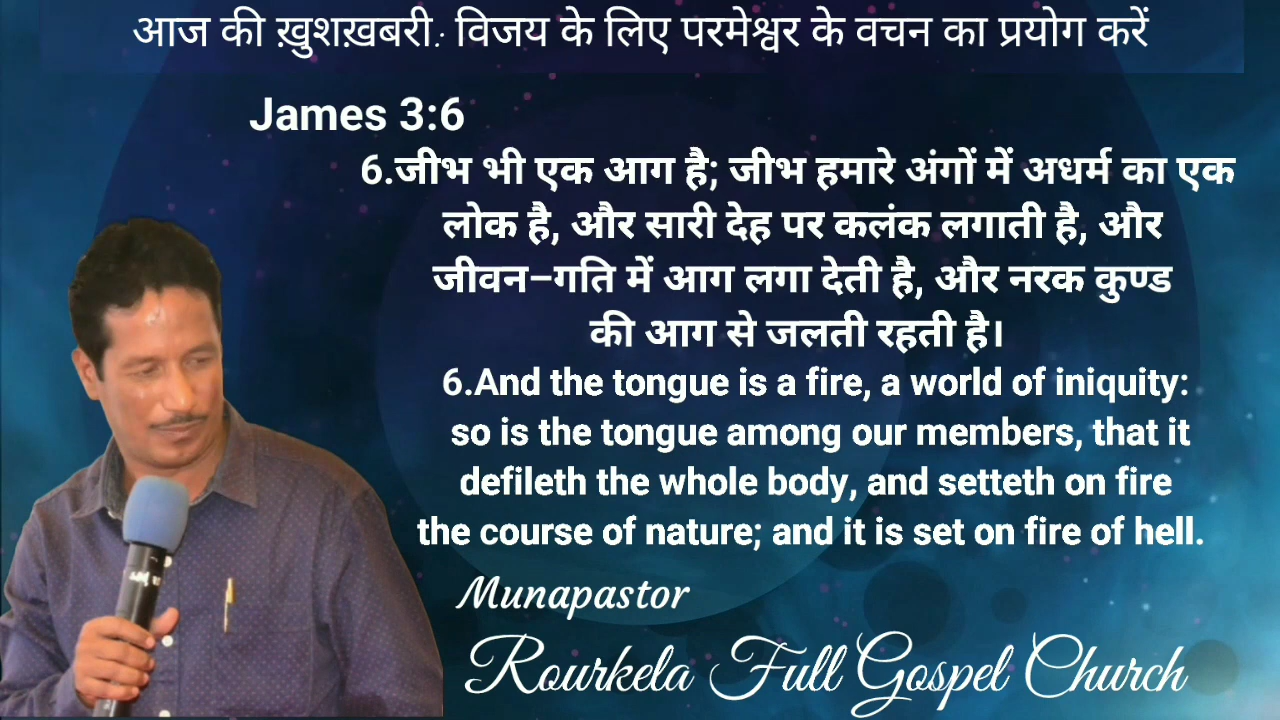 आज की ख़ुशख़बरी: विजय के लिए परमेश्वर के वचन का प्रयोग करें
James 3:6
6.जीभ भी एक आग है; जीभ हमारे अंगों में अधर्म का एक
लोक है, और सारी देह पर कलंक लगाती है, और
जीवन–गति में आग लगा देती है, और नरक कुण्ड
की आग से जलती रहती है।
6.And the tongue is a fire, a world of iniquity:
so is the tongue among our members, that it
defileth the whole body, and setteth on fire
the course of nature; and it is set on fire of hell.
Munapastor
Rourkela Full Gospel Church